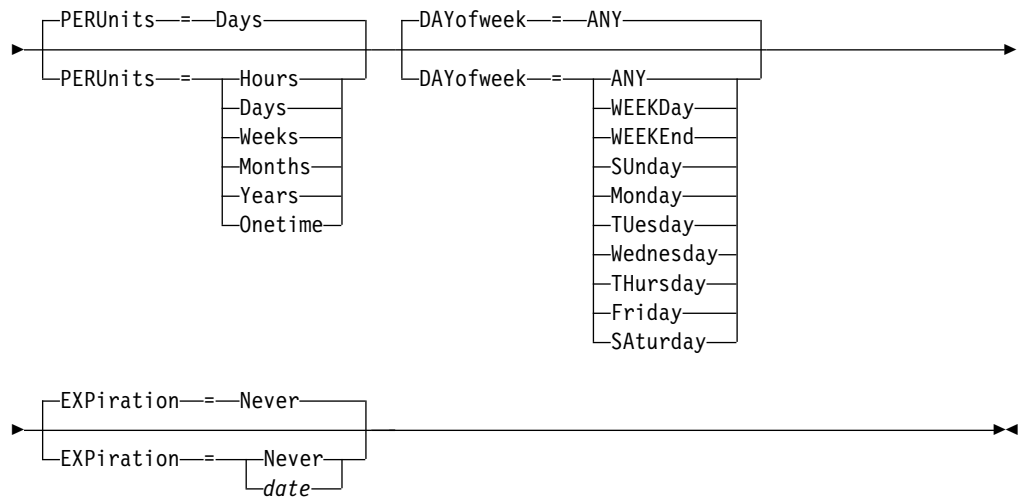 PERUnits = Days DAYofweek = ANY
PERUnits = Hours DAYofweek = ANY
Days WEEKDay
Weeks WEEKEnd
Months SUnday
Years Monday
Onetime TUesday
Wednesday
THursday
Friday
SAturday
EXPiration = Never
EXPiration = Never
date